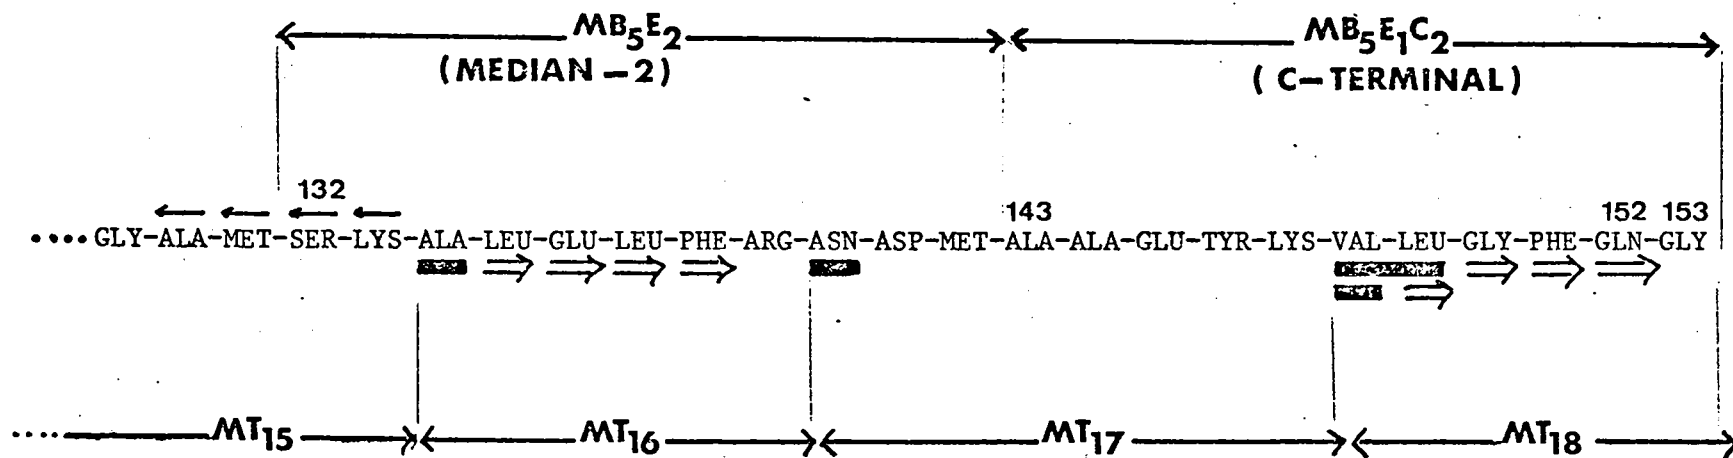 MB5E2 MB5E1C2
(MEDIAN-2) (C-TERMINAL)
132
143 152 153
....GLY-ALA-MET-SER-LYS-ALA-LEU-GLU-LEU-PHE-ARG-ASN-ASP-MET-ALA-ALA-GLU-TYR-LYS-VAL-LEU-GLY-PHE-GLN-GLY
....MT15 MT16 MT17 MT18